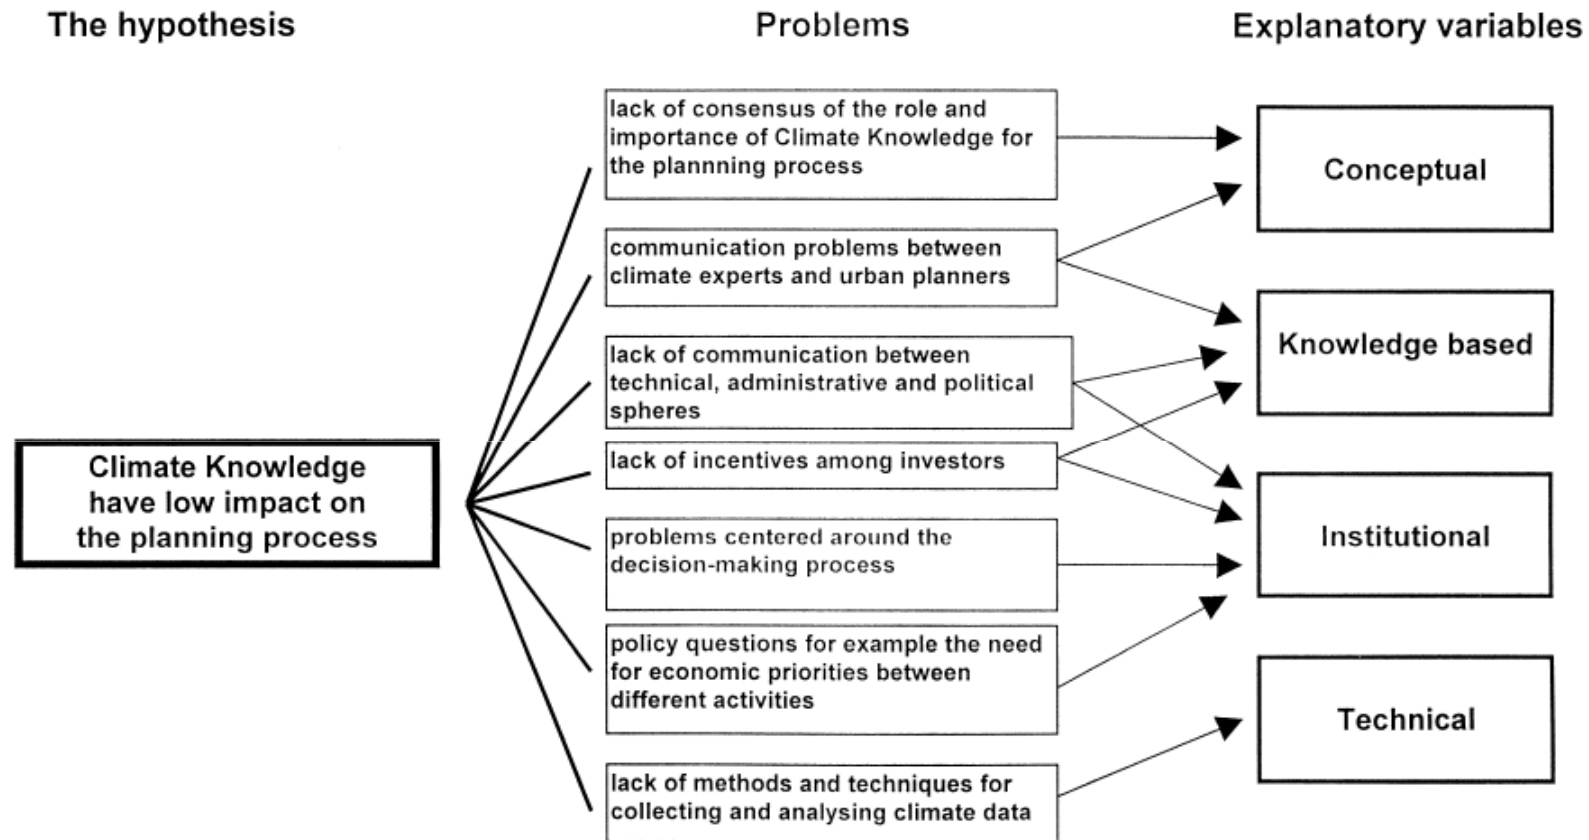 The hypothesis
Problems
Explanatory variables
lack of consensus of the role and
importance of Climate Knowledge for
the plannning process
communication problems between
climate experts and urban planners
lack of communication between
technical, administrative and political
spheres
lack of incentives among investors
problems centered around the
decision-making process
policy questions for example the need
for economic priorities between
different activities
lack of methods and techniques for
collecting and analysing climate data
Climate Knowledge
have low impact on
the planning process
Conceptual
Knowledge based
Institutional
Technical